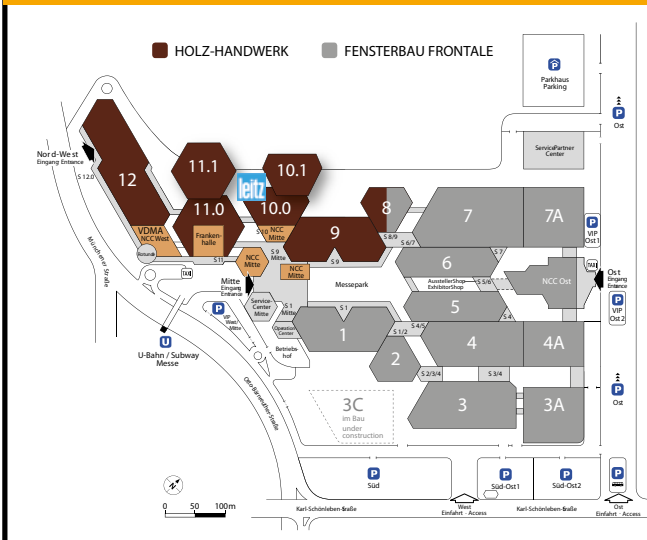 HOLZ-HANDWERK
FENSTERBAU FRONTALE
P
Parkhaus
Parking
P
Ost
ServicePartner
Center
Nord-West
Eingang Entrance
S 12.0
12
11.1
10.1
leitz
11.0
10.0
8
7
7A
VDMA
NCC West
Franken-
halle
S 10
NCC
Mitte
9
S 8/9
S 6/7
P
VIP
Ost1
Rotunde
S 11
TAXI
NCC
Mitte
S 9
Mitte
S 9
6
S 7
TAXI
Münchener Straße
Mitte
Eingang
Entrance
NCC
Mitte
Messepark
AusstellerShop
ExhibitorShop
S 5/6
NCC Ost
Ost
Eingang
Entrance
P
VIP
West
Mitte
Service-
Center
Mitte
S 1
Mitte
S 1
5
S 4
P
VIP
Ost2
Operation
Center
1
S 4/5
S 1/2
4
4A
U
U-Bahn / Subway
Messe
Betriebs-
hof
2
S 2/3/4
S 3/4
P
Ost
Otto-Bärnreuther-Straße
3C
im Bau
under
construction
3
3A
P
Süd
P
Süd-Ost1
P
Süd-Ost2
P
N
0 50 100m
Karl-Schönleben-Straße
West
Einfahrt - Access
Karl-Schönleben-Straße
Ost
Einfahrt - Access